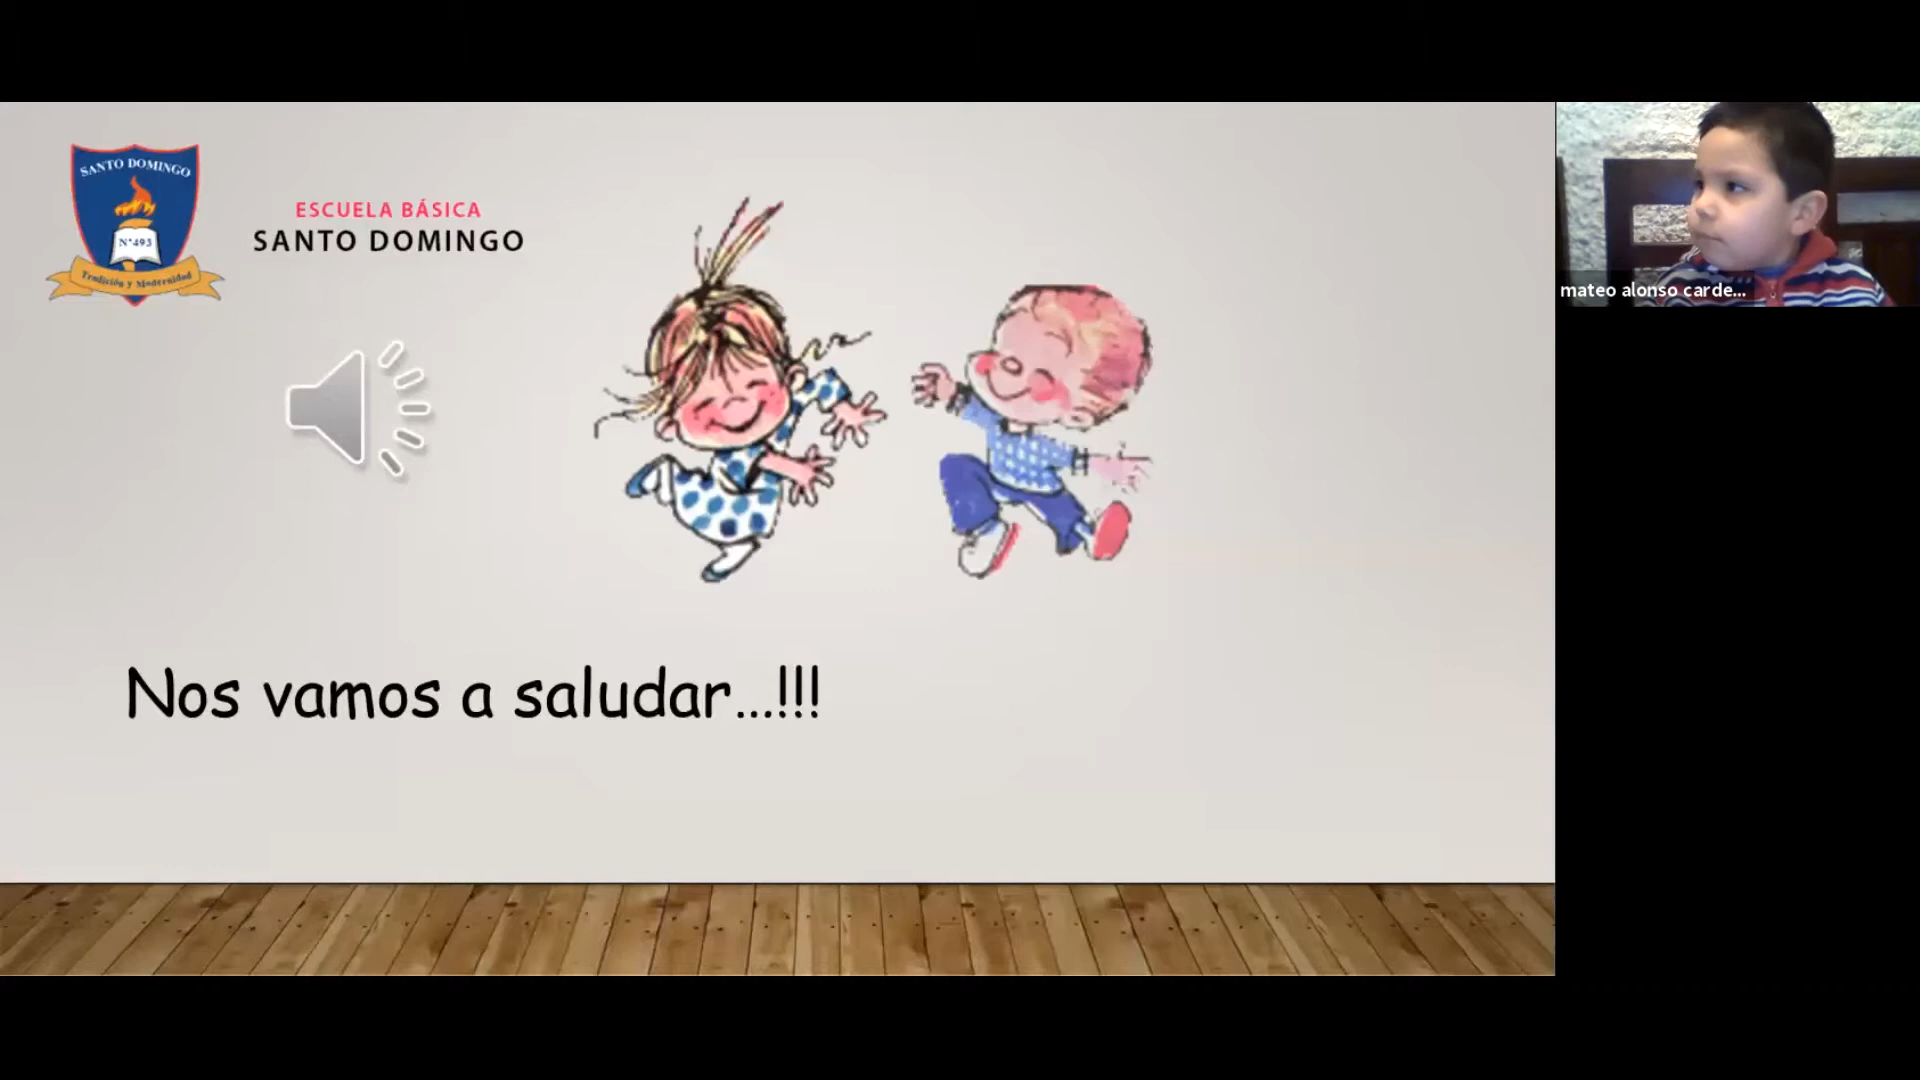 SANTO DOMINGO
N°493
Tradición y Modernidad
ESCUELA BÁSICA
SANTO DOMINGO
Nos vamos a saludar...!!!
mateo alonso carde...